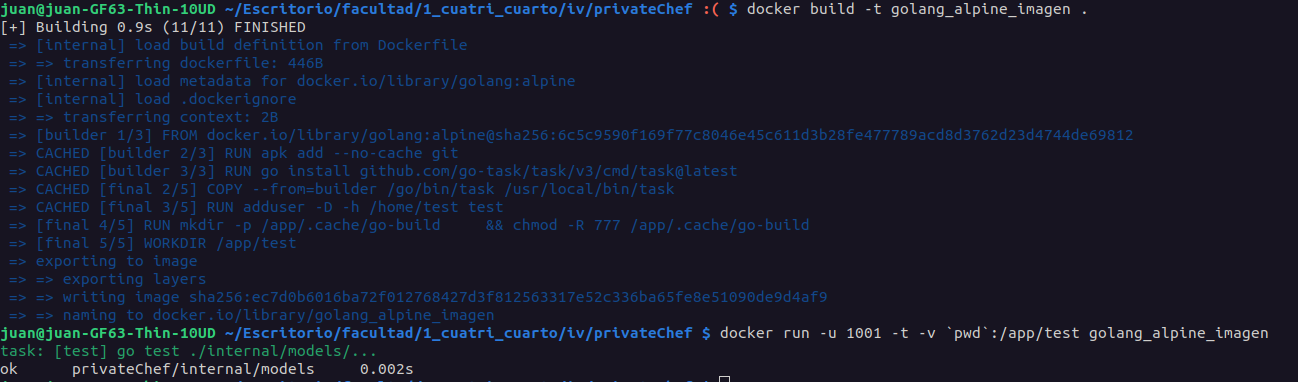 juan@juan-GF63-Thin-10UD ~/Escritorio/facultad/1_cuatri_cuarto/iv/privateChef :( $ docker build -t golang_alpine_imagen .
[+] Building 0.9s (11/11) FINISHED
=> [internal] load build definition from Dockerfile
=> => transferring dockerfile: 446B
=> [internal] load metadata for docker.io/library/golang:alpine
=> [internal] load .dockerignore
=> => transferring context: 2B
=> [builder 1/3] FROM docker.io/library/golang:alpine@sha256:6c5c9590f169f77c8046e45c611d3b28fe477789acd8d3762d23d4744de69812
=> CACHED [builder 2/3] RUN apk add --no-cache git
=> CACHED [builder 3/3] RUN go install github.com/go-task/task/v3/cmd/task@latest
=> CACHED [final 2/5] COPY --from=builder /go/bin/task /usr/local/bin/task
=> CACHED [final 3/5] RUN adduser -D -h /home/test test
=> [final 4/5] RUN mkdir -p /app/.cache/go-build     && chmod -R 777 /app/.cache/go-build
=> [final 5/5] WORKDIR /app/test
=> exporting to image
=> => exporting layers
=> => writing image sha256:ec7d0b6016ba72f012768427d3f812563317e52c336ba65fe8e51090de9d4af9
=> => naming to docker.io/library/golang_alpine_imagen
juan@juan-GF63-Thin-10UD ~/Escritorio/facultad/1_cuatri_cuarto/iv/privateChef $ docker run -u 1001 -t -v `pwd`:/app/test golang_alpine_imagen
task: [test] go test ./internal/models/...
ok      privateChef/internal/models     0.002s